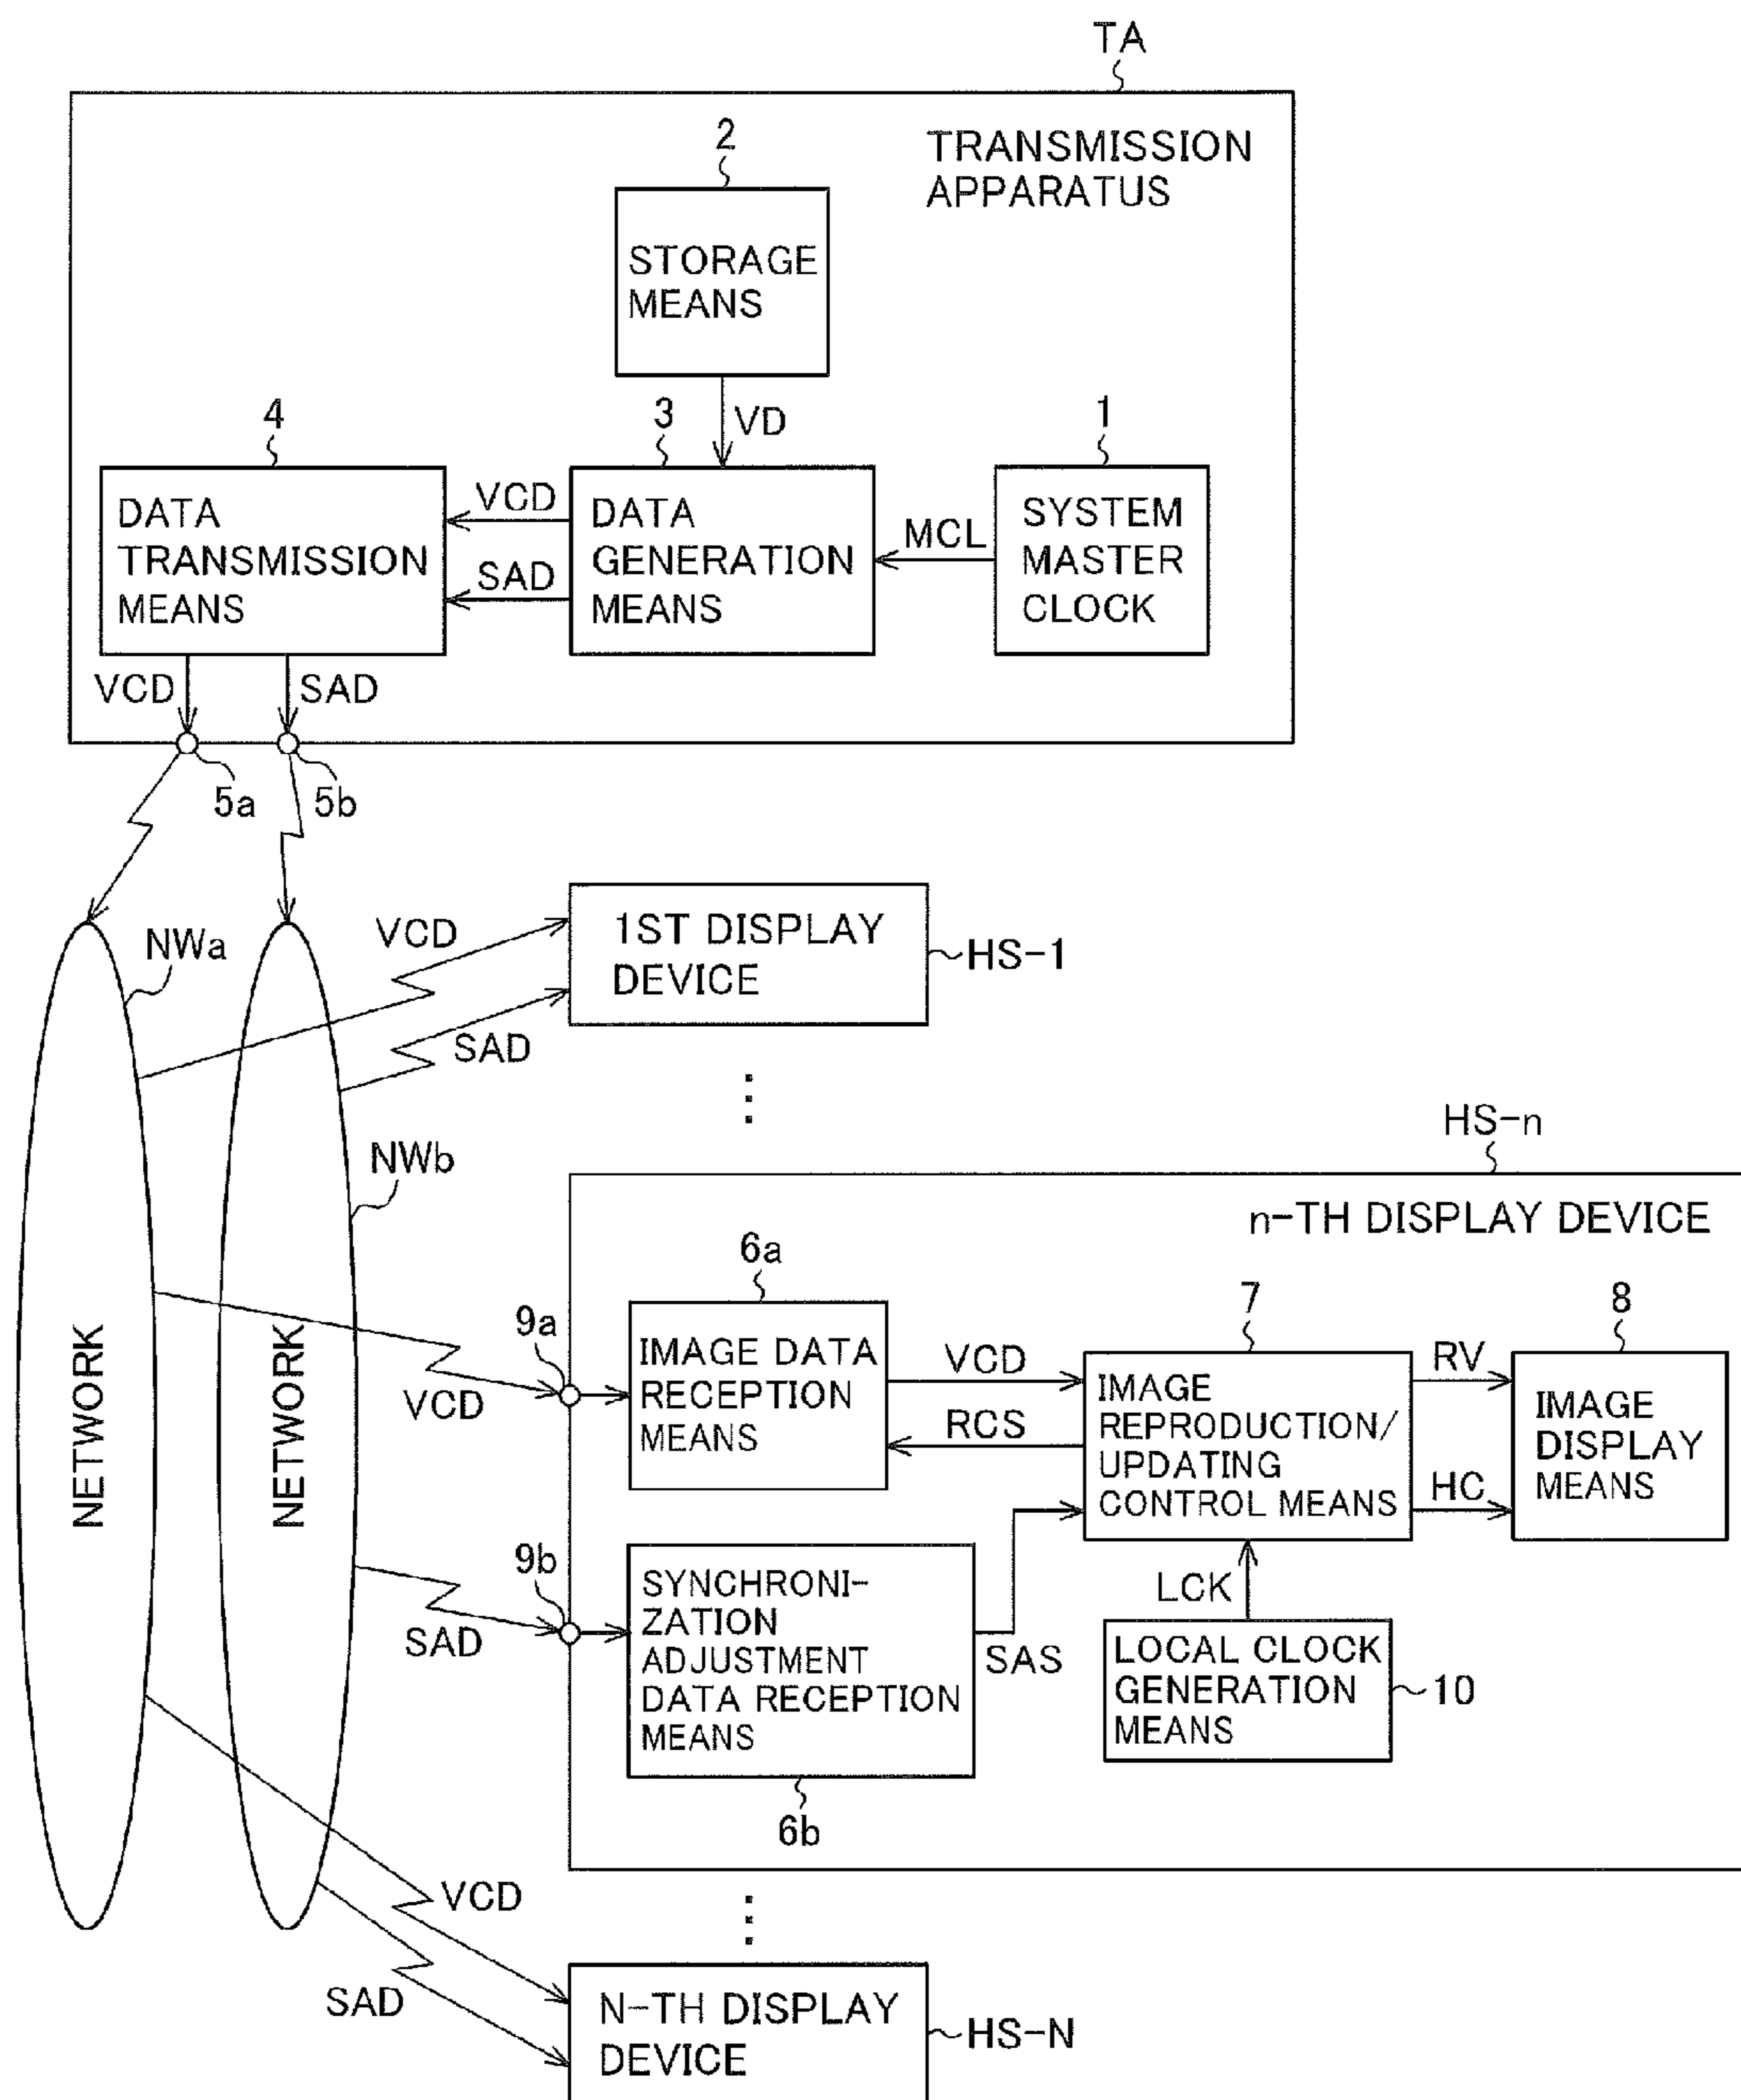 TA
TRANSMISSION
APPARATUS
2
STORAGE
MEANS
VD
4
3
1
DATA
TRANSMISSION
MEANS
VCD
SAD
DATA
GENERATION
MEANS
MCL
SYSTEM
MASTER
CLOCK
VCD
SAD
5a
5b
NWa
NETWORK
NWb
NETWORK
VCD
SAD
1ST DISPLAY
DEVICE
HS-1
HS-n
n-TH DISPLAY DEVICE
6a
9a
VCD
IMAGE DATA
RECEPTION
MEANS
VCD
RCS
7
IMAGE
REPRODUCTION/
UPDATING
CONTROL MEANS
RV
HC
8
IMAGE
DISPLAY
MEANS
9b
SAD
SYNCHRONI-
ZATION
ADJUSTMENT
DATA RECEPTION
MEANS
6b
SAS
LCK
LOCAL CLOCK
GENERATION
MEANS
10
VCD
SAD
N-TH DISPLAY
DEVICE
HS-N